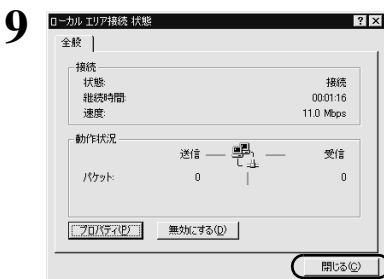 9
ローカル エリア接続 状態
全般
接続
状態: 接続
継続時間: 00:01:16
速度: 11.0 Mbps
動作状況
送信 受信
パケット: 0 0
プロパティ(P) 無効にする(D)
閉じる(C)